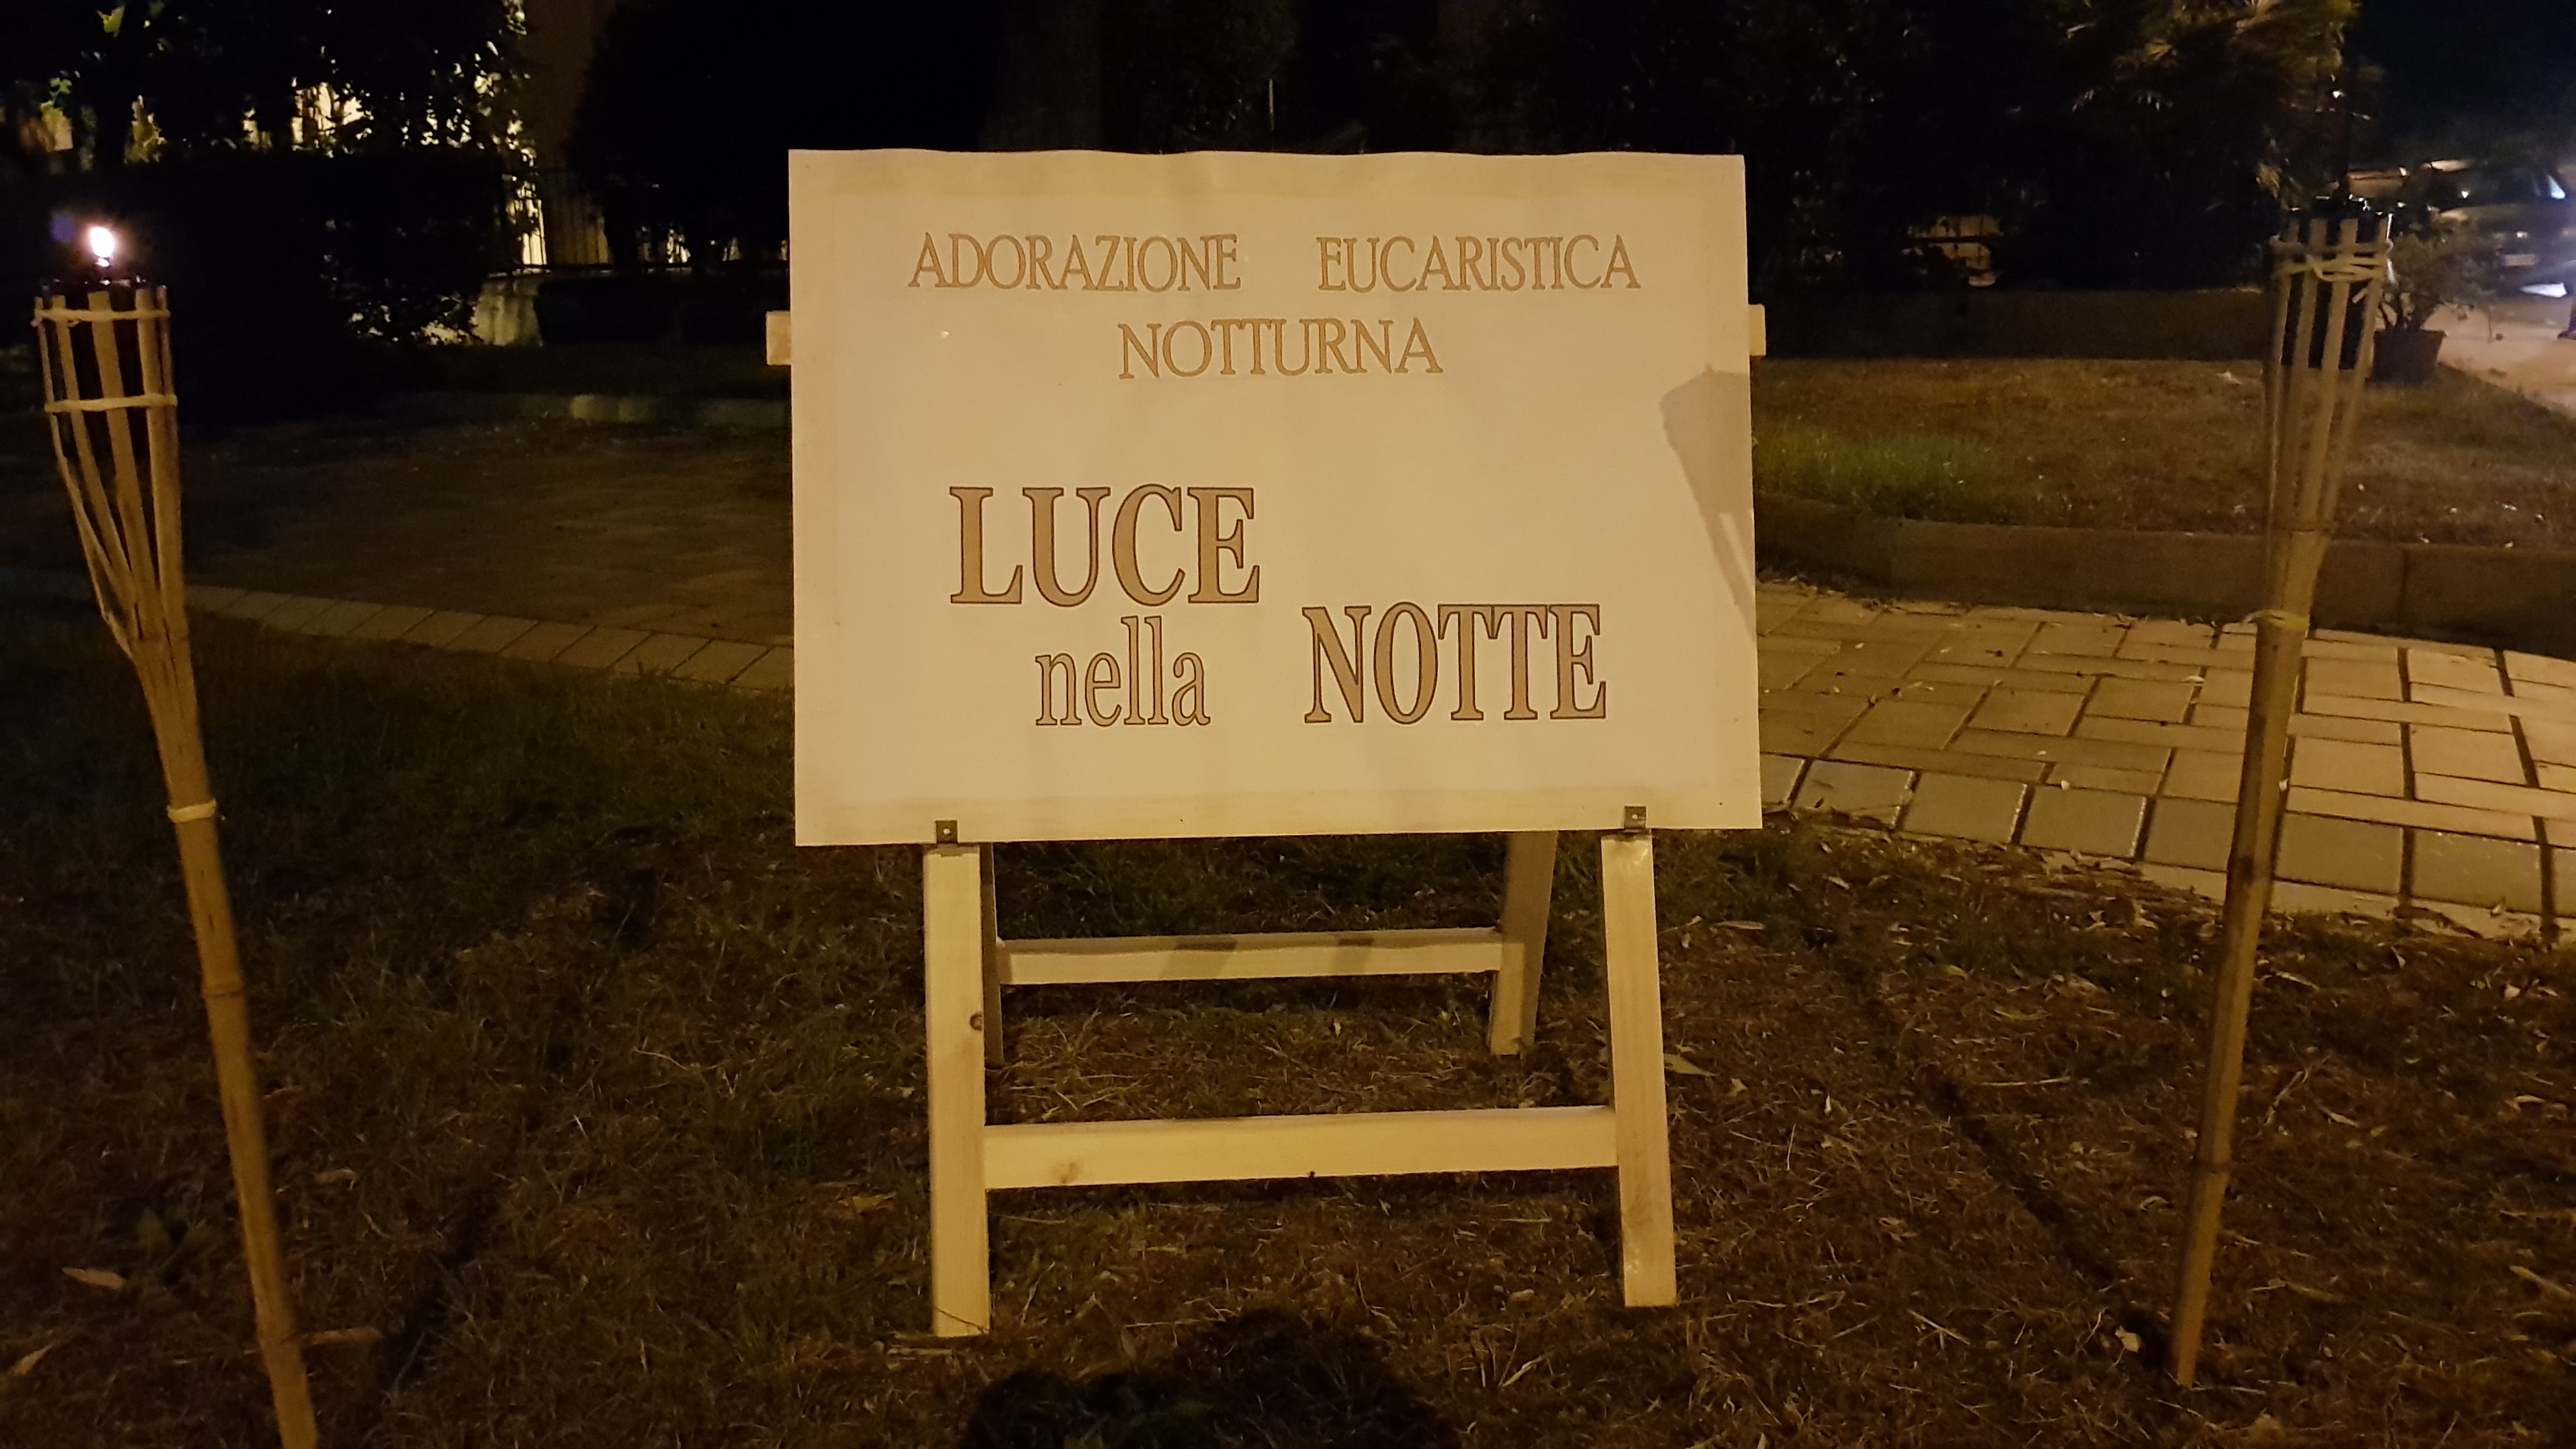 ADORAZIONE EUCARISTICA
NOTTURNA
LUCE
nella NOTTE